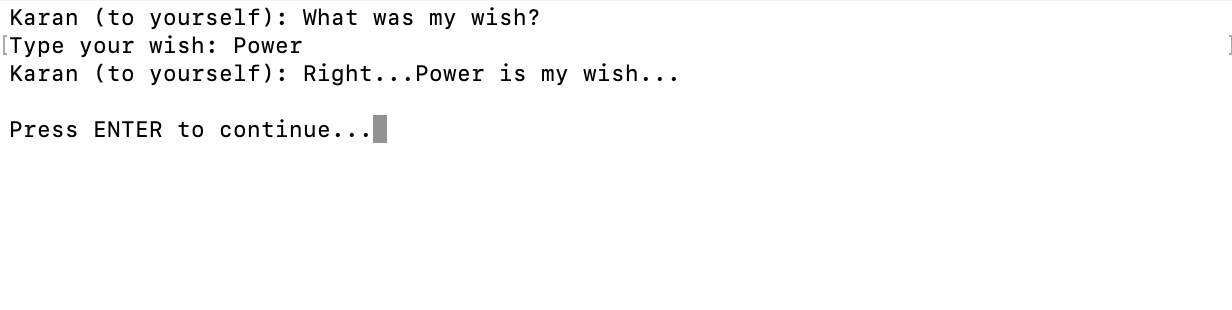 Karan (to yourself): What was my wish?
[Type your wish: Power ]
Karan (to yourself): Right...Power is my wish...
Press ENTER to continue...